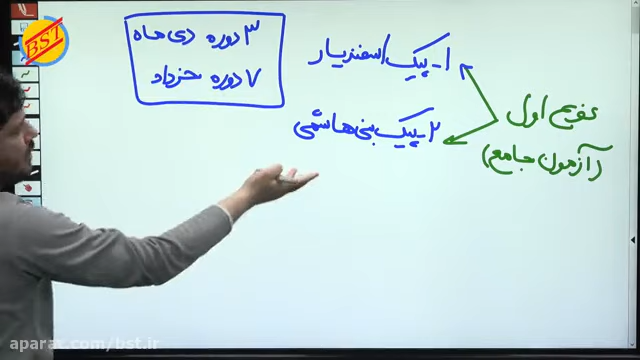 BST
۳ دوره دی ماه
۷ دوره خرداد
۱- پیک اسفندیار
۲- پیک بنی هاشمی
عفریم اول
(آزمون جامع)
aparat.com/bst.ir